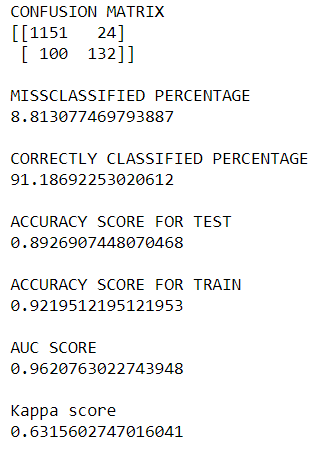 CONFUSION MATRIX
[[1151   24]
 [ 100  132]]
MISSCLASSIFIED PERCENTAGE
8.813077469793887
CORRECTLY CLASSIFIED PERCENTAGE
91.18692253020612
ACCURACY SCORE FOR TEST
0.8926907448070468
ACCURACY SCORE FOR TRAIN
0.9219512195121953
AUC SCORE
0.9620763022743948
Kappa score
0.6315602747016041